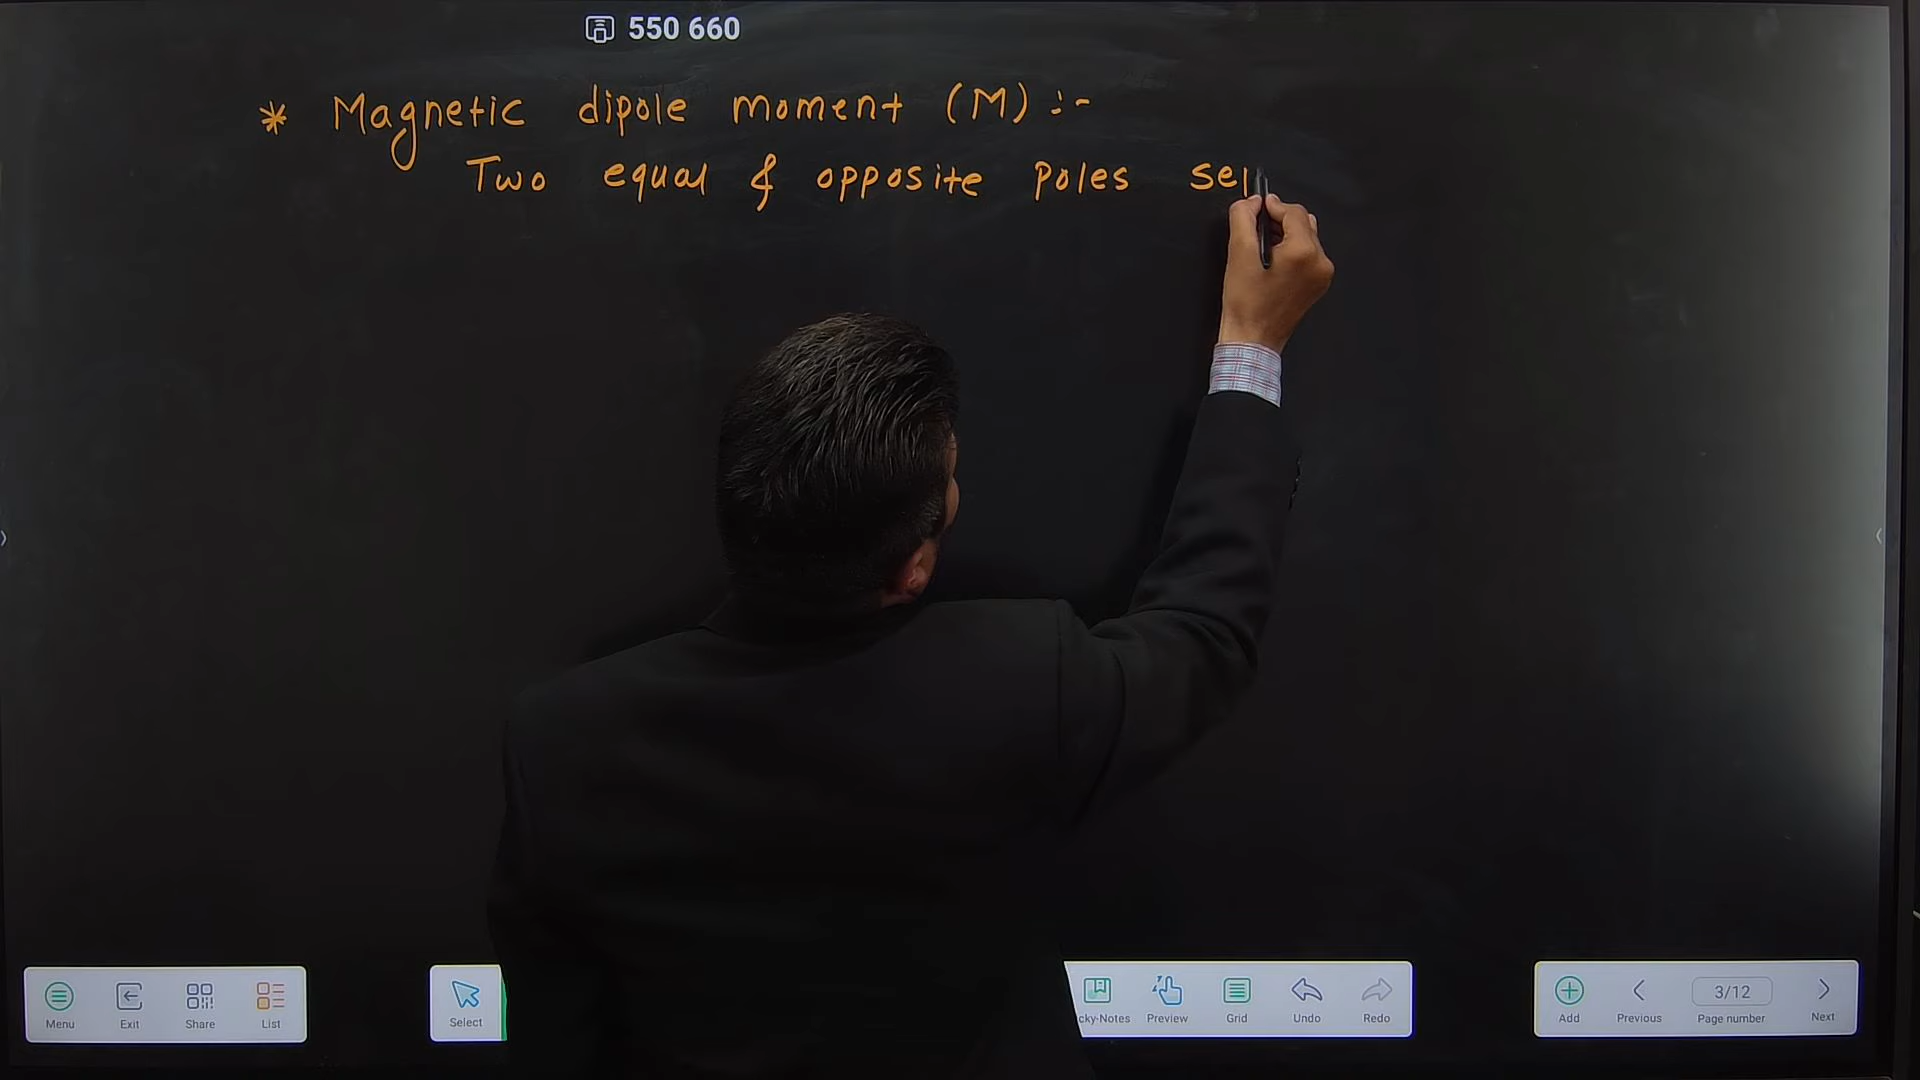 550 660
* Magnetic dipole moment (M) :-
Two equal & opposite poles
Menu Exit Share List Select cky-Notes Preview Grid Undo Redo Add Previous 3/12 Page number Next